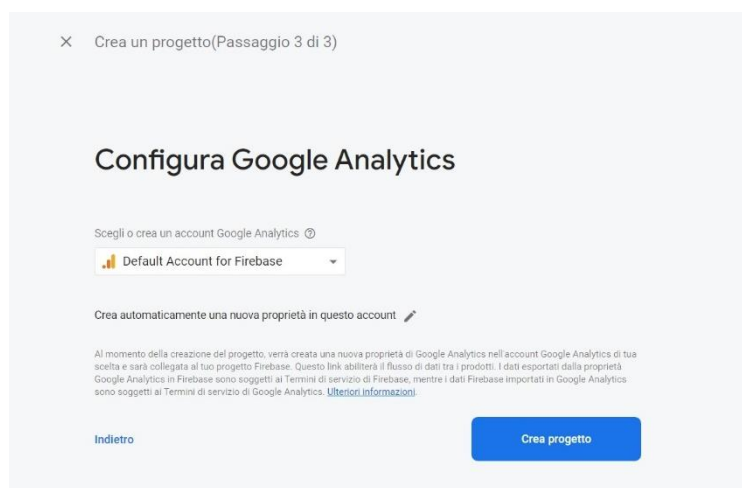 Crea un progetto(Passaggio 3 di 3)
Configura Google Analytics
Scegli o crea un account Google Analytics
Default Account for Firebase
Crea automaticamente una nuova proprietà in questo account
Al momento della creazione del progetto, verrà creata una nuova proprietà di Google Analytics nell'account Google Analytics di tua
scelta e sarà collegata al tuo progetto Firebase. Questo link abiliterà il flusso di dati tra i prodotti. I dati esportati dalla proprietà
Google Analytics in Firebase sono soggetti ai Termini di servizio di Firebase, mentre i dati Firebase importati in Google Analytics
sono soggetti ai Termini di servizio di Google Analytics. Ulteriori informazioni.
Indietro
Crea progetto